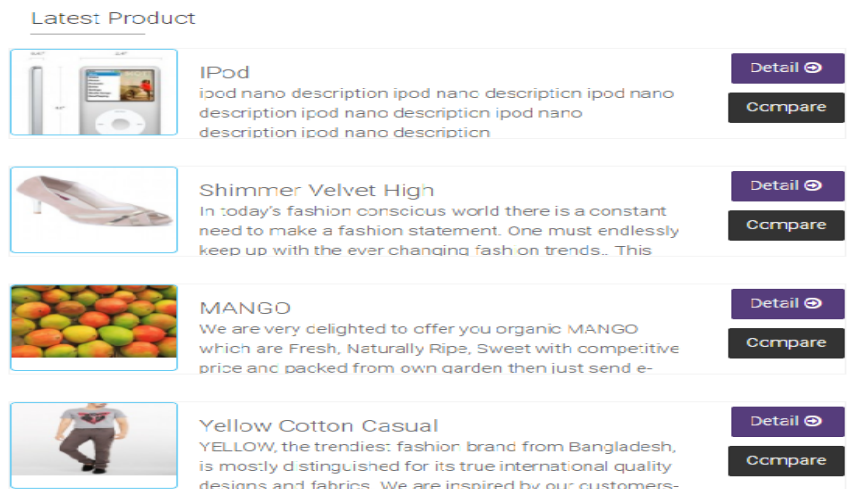 Latest Product
IPod
ipod nano description ipod nano description ipod nano
description ipod nano description ipod nano
description ipod nano description
Detail
Compare
Shimmer Velvet High
In today's fashion conscious world there is a constant
need to make a fashion statement. One must endlessly
keep up with the ever changing fashion trends.. This
Detail
Compare
MANGO
We are very delighted to offer you organic MANGO
which are Fresh, Naturally Ripe, Sweet with competitive
price and packed from own garden then just send e-
Detail
Compare
Yellow Cotton Casual
YELLOW, the trendiest fashion brand from Bangladesh,
is mostly distinguished for its true international quality
designs and fabrics. We are inspired by our customers-
Detail
Compare